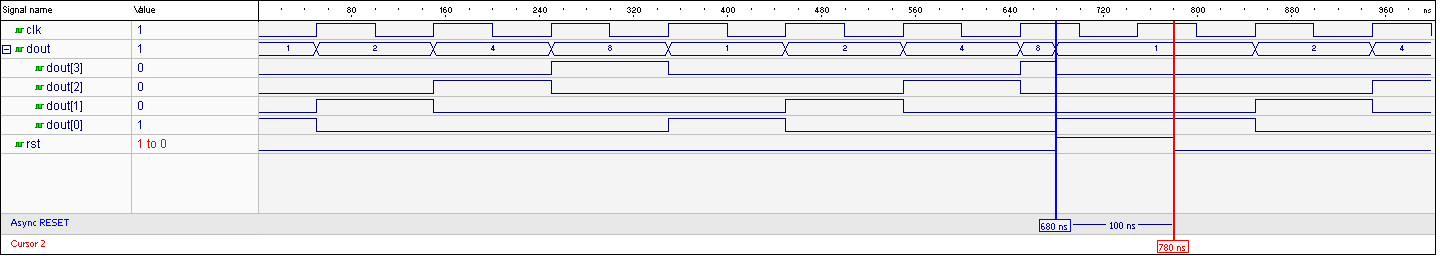 Signal name Value 80 160 240 320 400 480 560 640 720 800 880 960 ns
clk 1
dout 1 1 2 4 8 1 2 4 8 1 2 4
dout[3] 0
dout[2] 0
dout[1] 0
dout[0] 1
rst 1 to 0
Async RESET 680 ns 100 ns
Cursor 2 780 ns